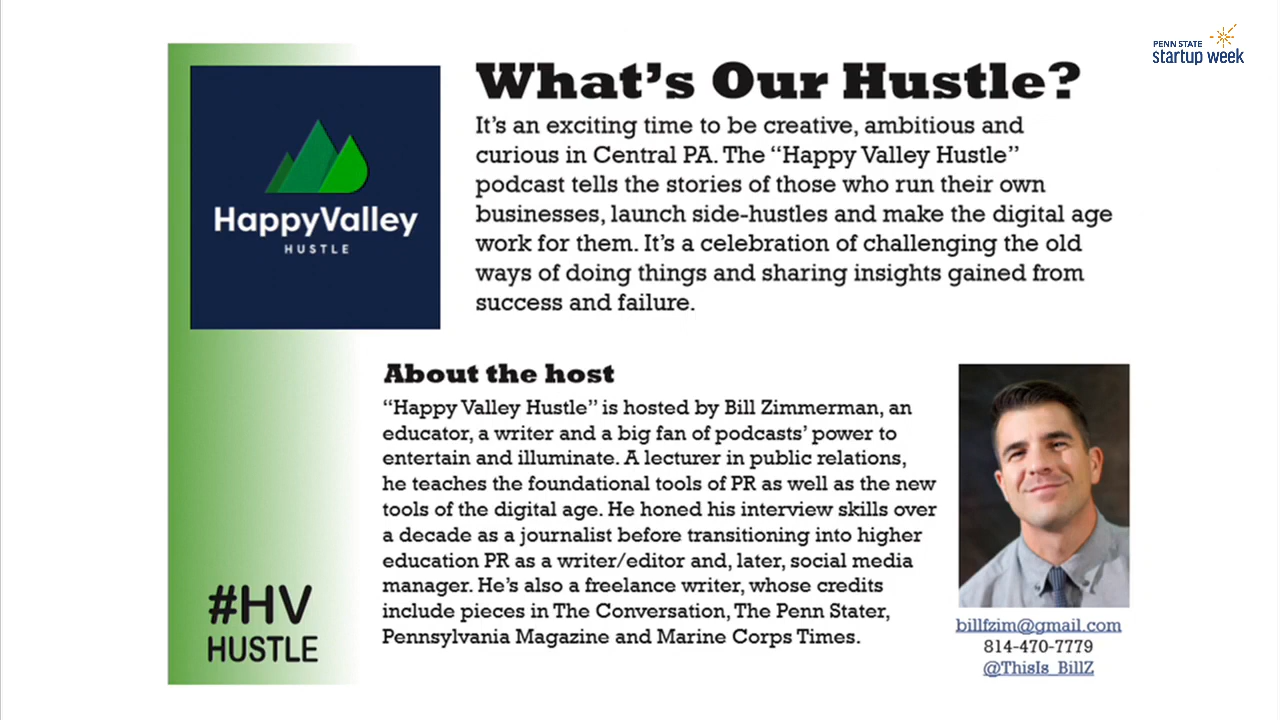 PENN STATE
startup week
What's Our Hustle?
It's an exciting time to be creative, ambitious and
curious in Central PA. The “Happy Valley Hustle”
podcast tells the stories of those who run their own
businesses, launch side-hustles and make the digital age
work for them. It's a celebration of challenging the old
ways of doing things and sharing insights gained from
success and failure.
HappyValley
HUSTLE
About the host
“Happy Valley Hustle” is hosted by Bill Zimmerman, an
educator, a writer and a big fan of podcasts' power to
entertain and illuminate. A lecturer in public relations,
he teaches the foundational tools of PR as well as the new
tools of the digital age. He honed his interview skills over
a decade as a journalist before transitioning into higher
education PR as a writer/editor and, later, social media
manager. He's also a freelance writer, whose credits
include pieces in The Conversation, The Penn Stater,
Pennsylvania Magazine and Marine Corps Times.
#HV
HUSTLE
billfzim@gmail.com
814-470-7779
@ThisIs_BillZ